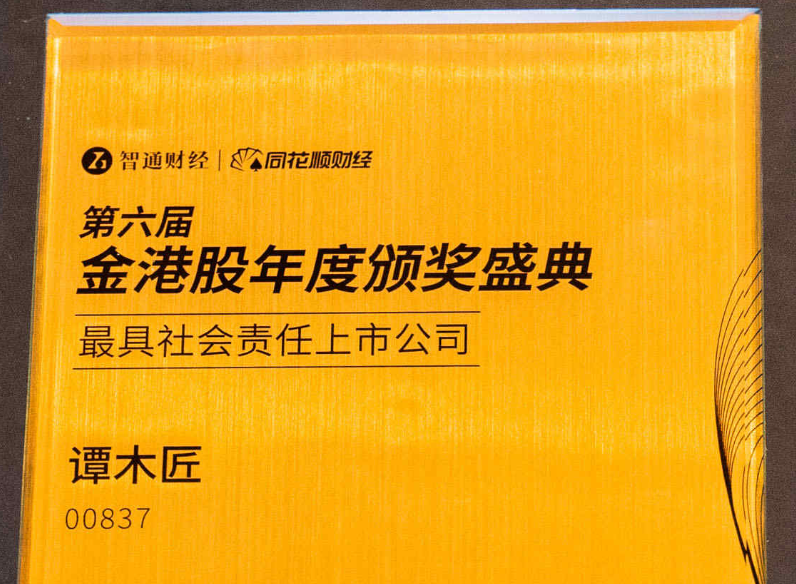 智通财经 | 同花顺财经
第六届
金港股年度颁奖盛典
最具社会责任上市公司
谭木匠
00837